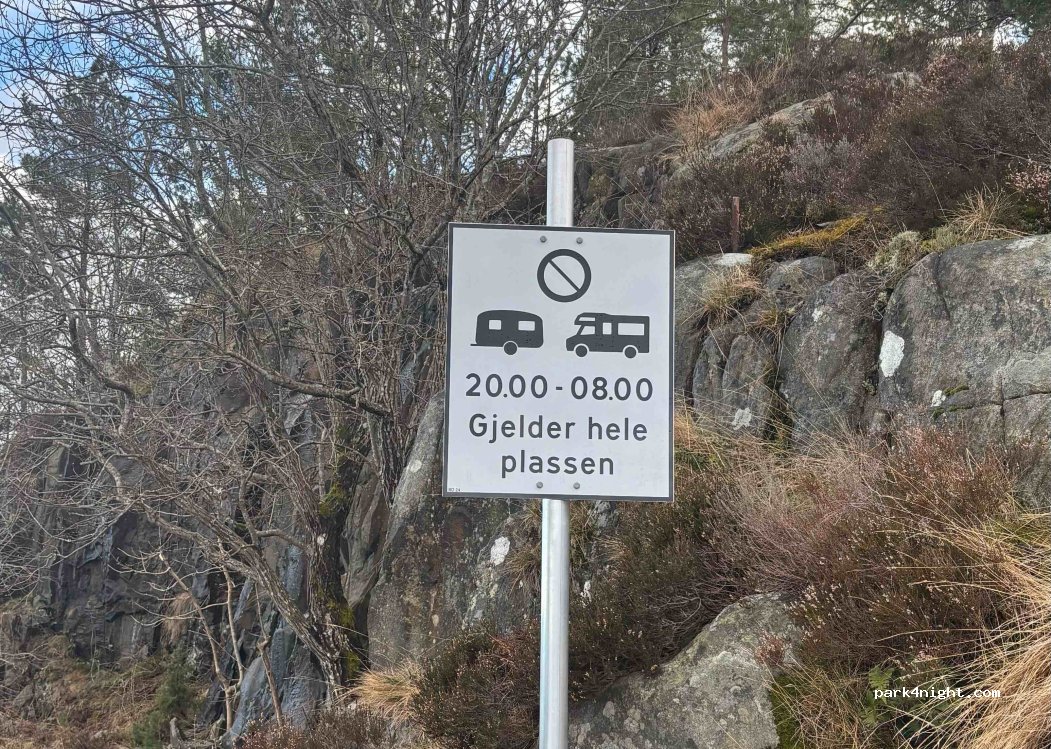 20.00 - 08.00
Gjelder hele
plassen
park4night.com